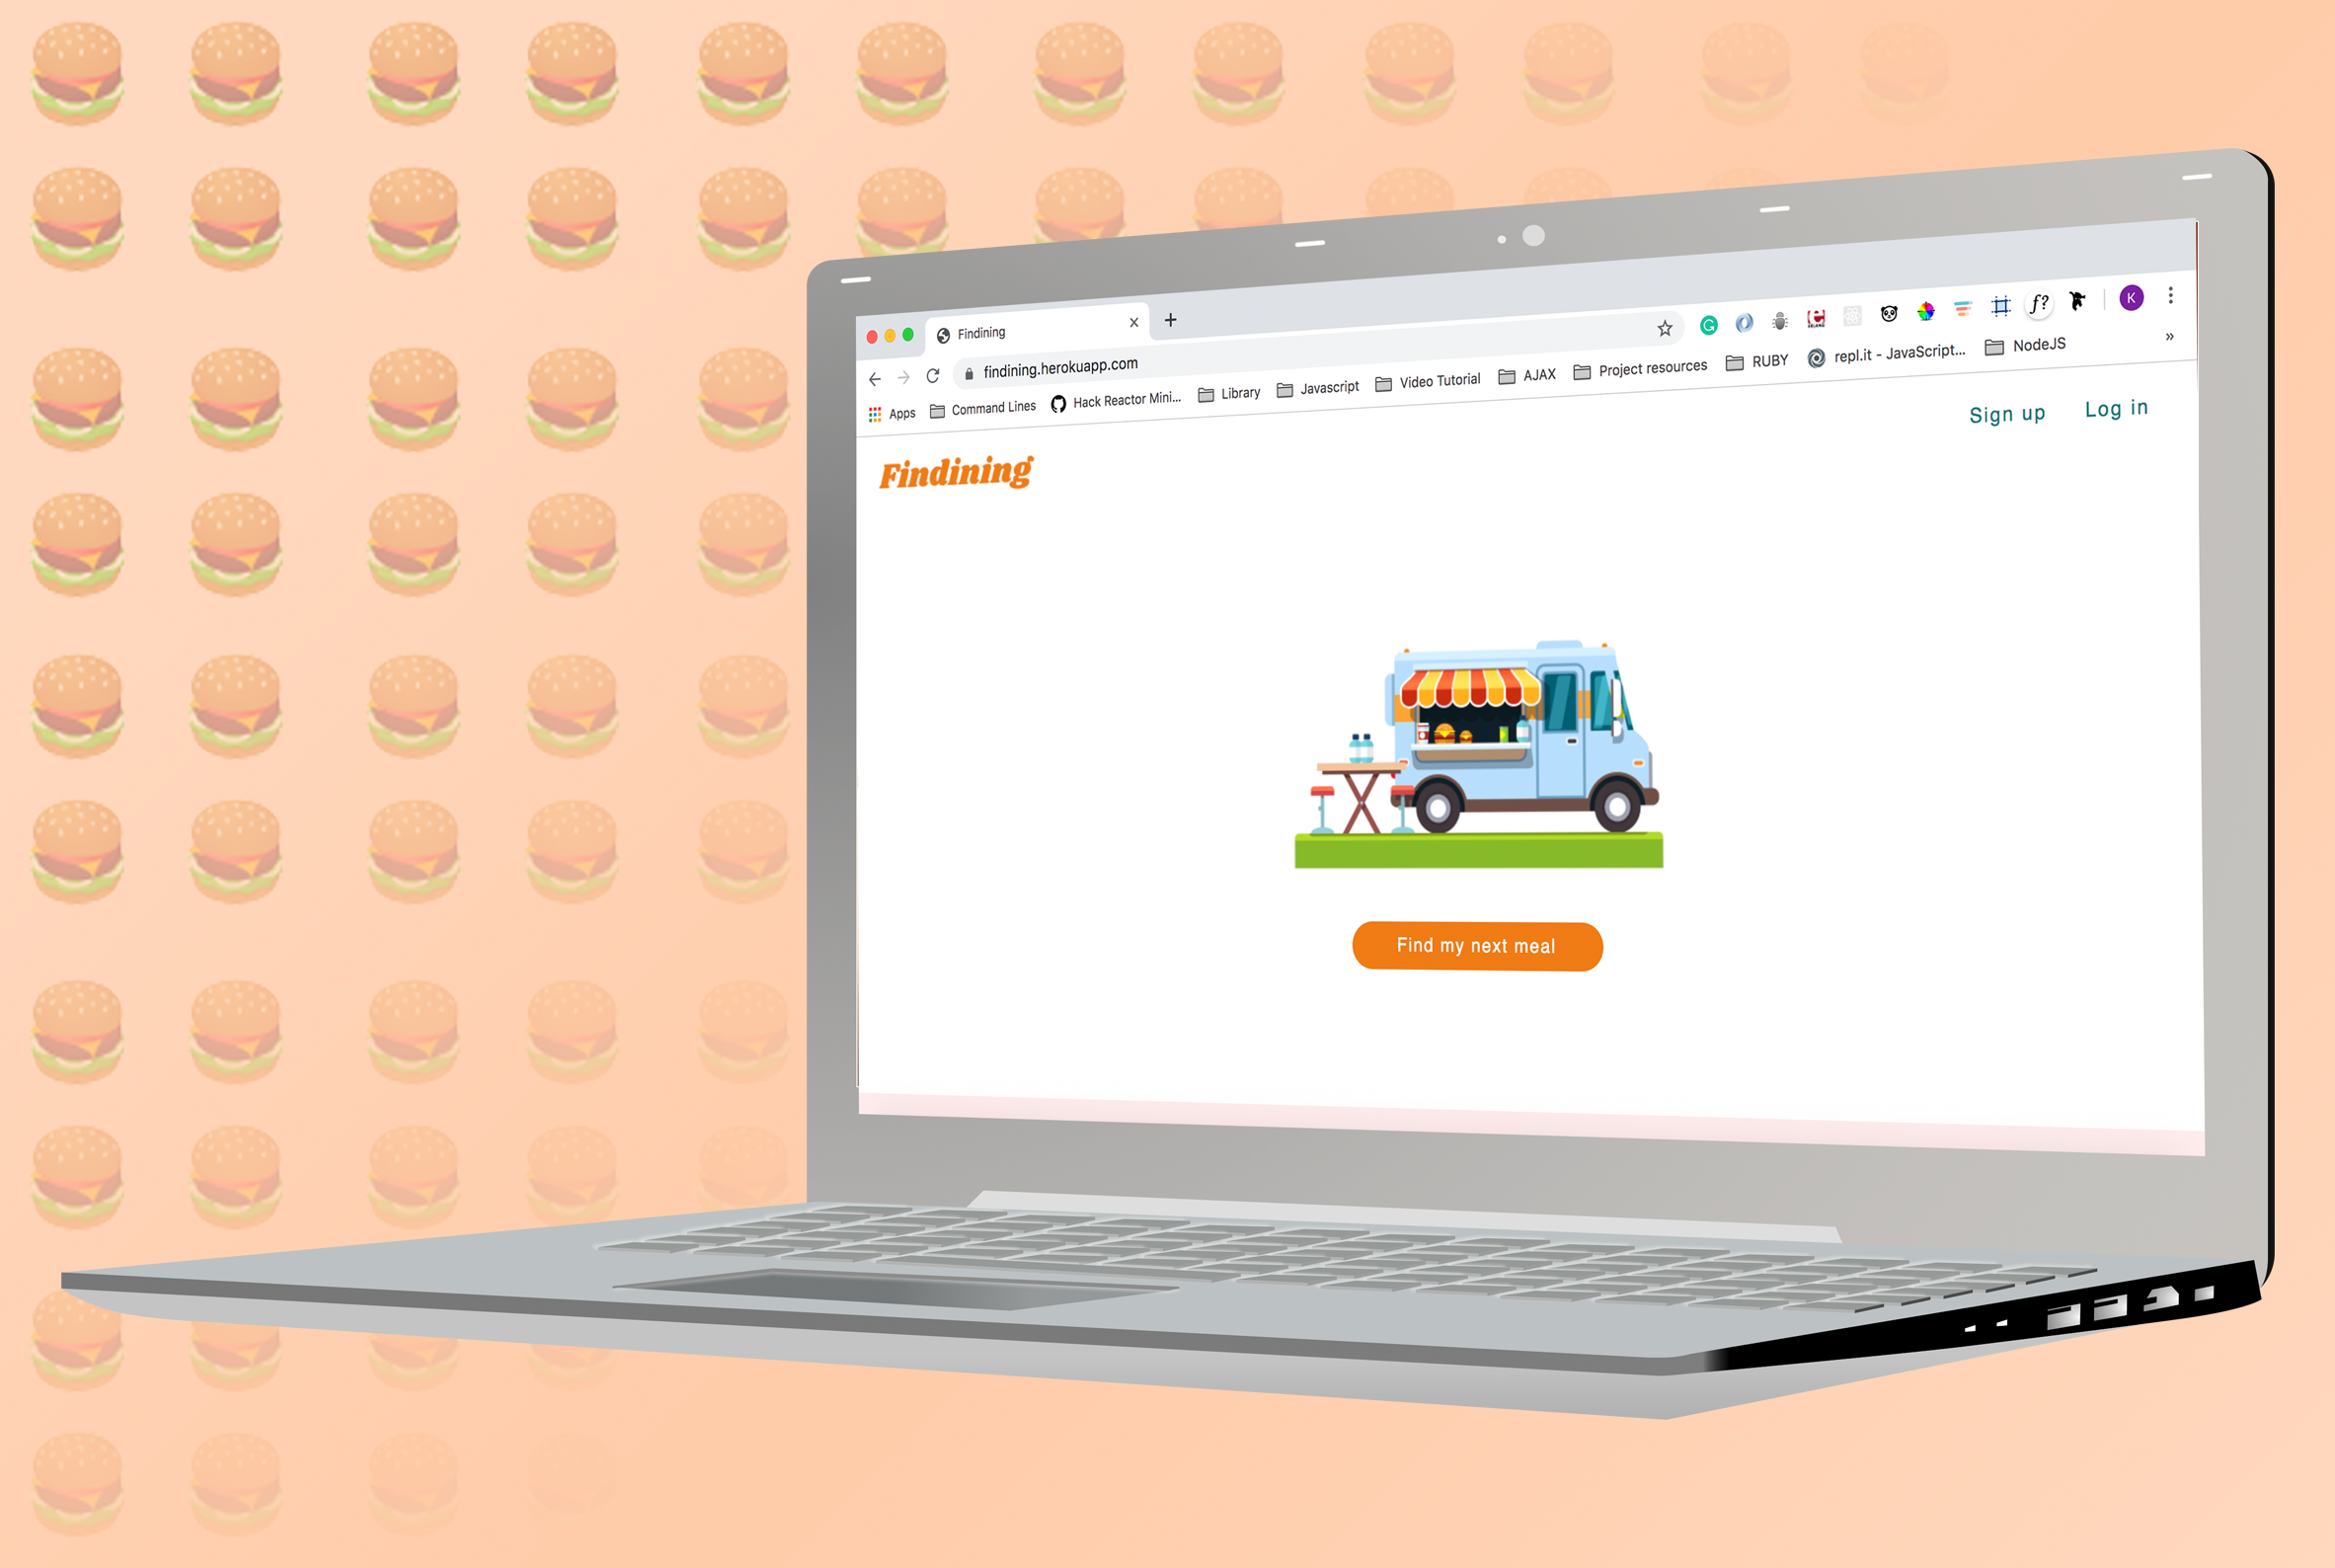 Findining
findining.herokuapp.com
K
Apps Command Lines Hack Reactor Mini... Library Javascript Video Tutorial AJAX Project resources RUBY repl.it - JavaScript... NodeJS »
Sign up Log in
Findining
Find my next meal